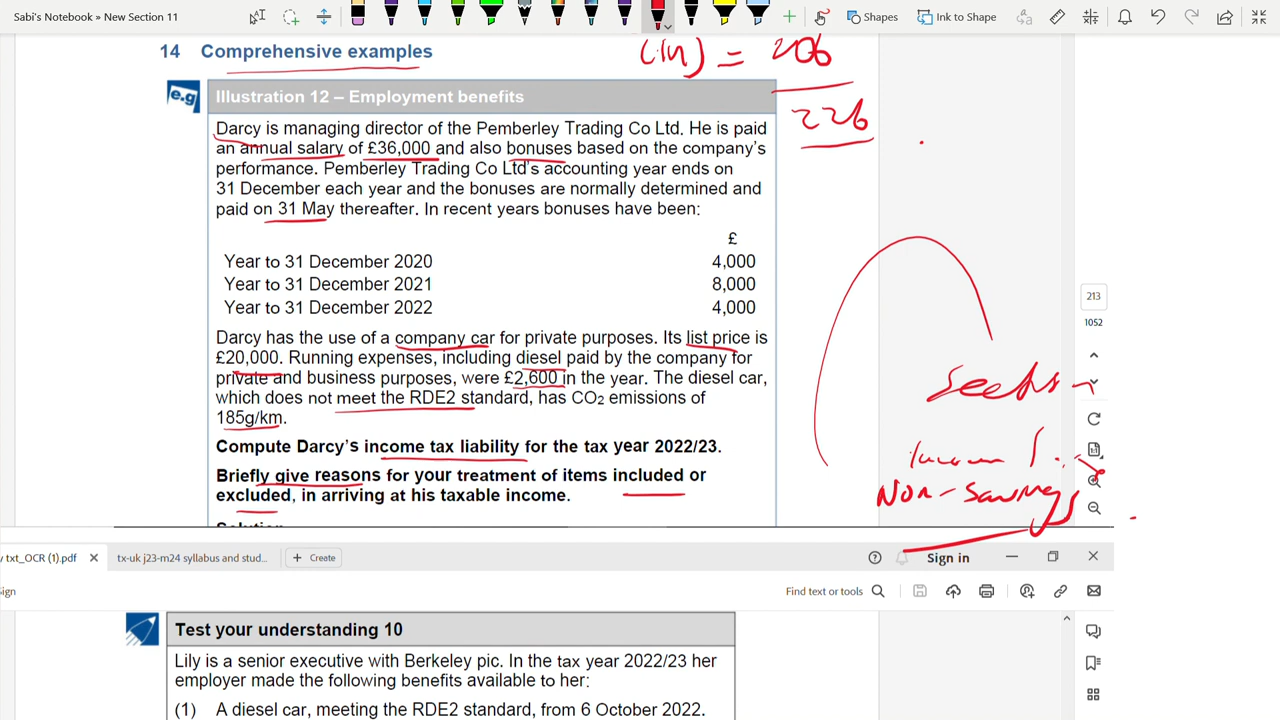 Sabi's Notebook » New Section 11
Shapes
Ink to Shape
14 Comprehensive examples
(M) = 206
226
e.g
Illustration 12 – Employment benefits
Darcy is managing director of the Pemberley Trading Co Ltd. He is paid
an annual salary of £36,000 and also bonuses based on the company's
performance. Pemberley Trading Co Ltd's accounting year ends on
31 December each year and the bonuses are normally determined and
paid on 31 May thereafter. In recent years bonuses have been:
£
Year to 31 December 2020 4,000
Year to 31 December 2021 8,000
Year to 31 December 2022 4,000
213
1052
Darcy has the use of a company car for private purposes. Its list price is
£20,000. Running expenses, including diesel paid by the company for
private and business purposes, were £2,600 in the year. The diesel car,
which does not meet the RDE2 standard, has CO2 emissions of
185g/km.
Compute Darcy's income tax liability for the tax year 2022/23.
Briefly give reasons for your treatment of items included or
excluded, in arriving at his taxable income.
Income
Non-Savings
Solution
y txt_OCR (1).pdf
tx-uk j23-m24 syllabus and stud...
Create
Sign in
ign
Find text or tools
Test your understanding 10
Lily is a senior executive with Berkeley plc. In the tax year 2022/23 her
employer made the following benefits available to her:
(1) A diesel car, meeting the RDE2 standard, from 6 October 2022.